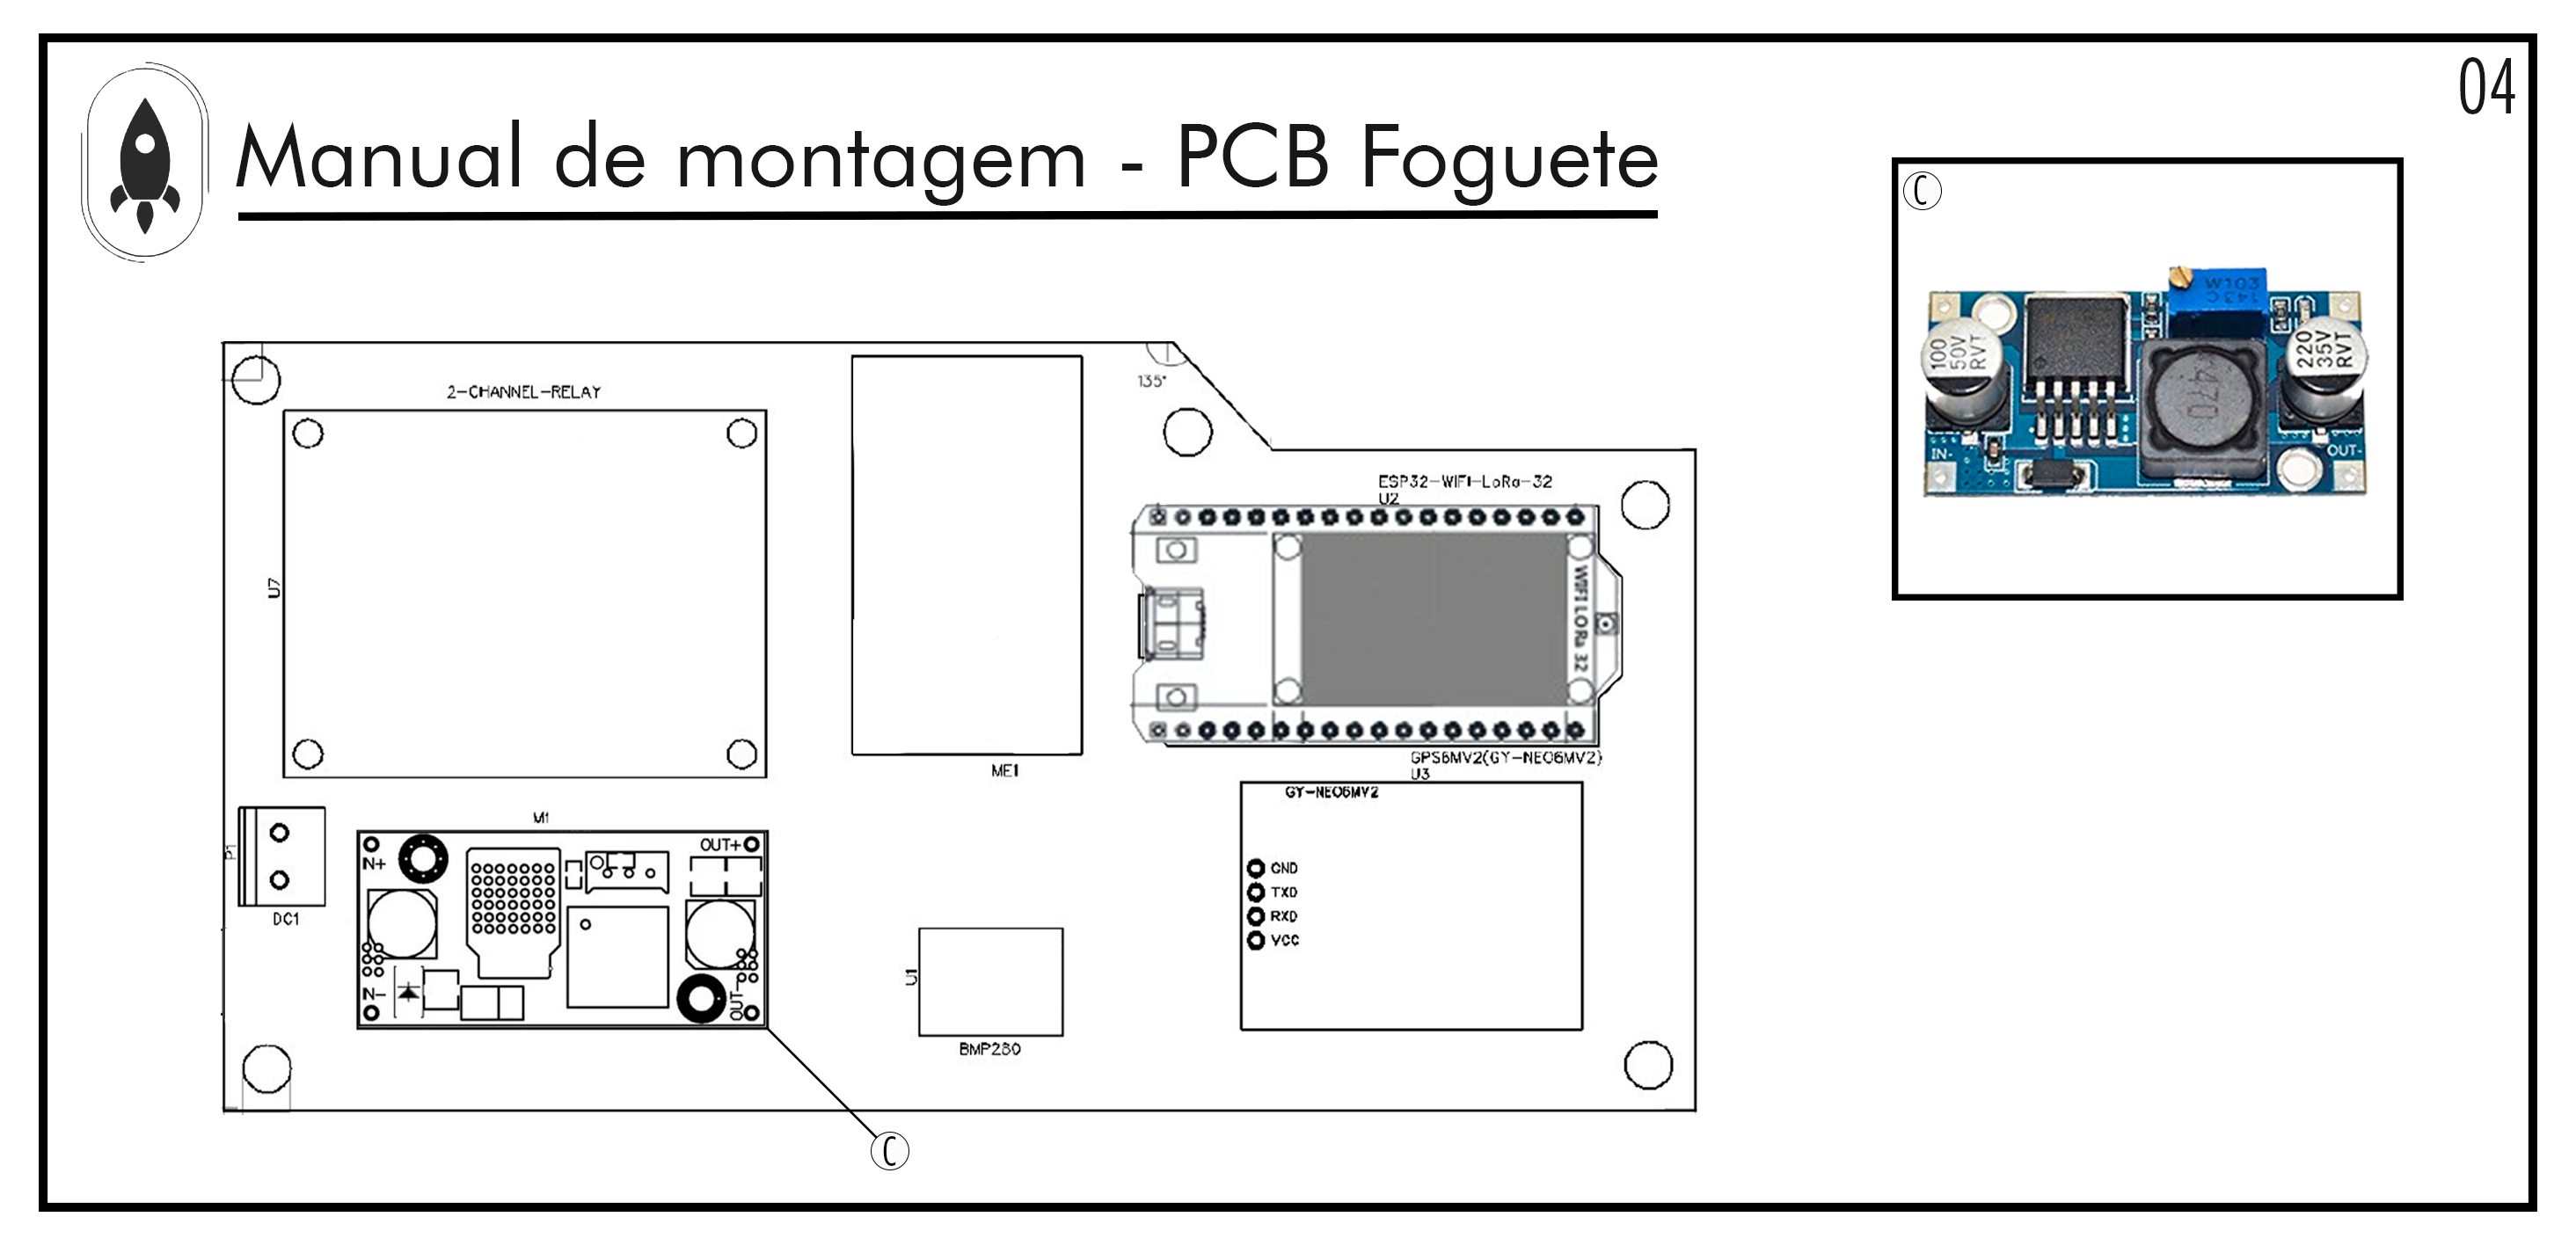 04
Manual de montagem - PCB Foguete
C
W103
143C
100
50V
RVT
220
35V
RVT
470
IN-
OUT-
135°
2-CHANNEL-RELAY
U7
ESP32-WIFI-LoRa-32
U2
WIFI LORa 32
ME1
GPS6MV2(GY-NEO6MV2)
U3
GY-NEO6MV2
GND
TXD
RXD
VCC
P1
DC1
M1
IN+
OUT+
IN-
OUT-
U1
BMP280
C